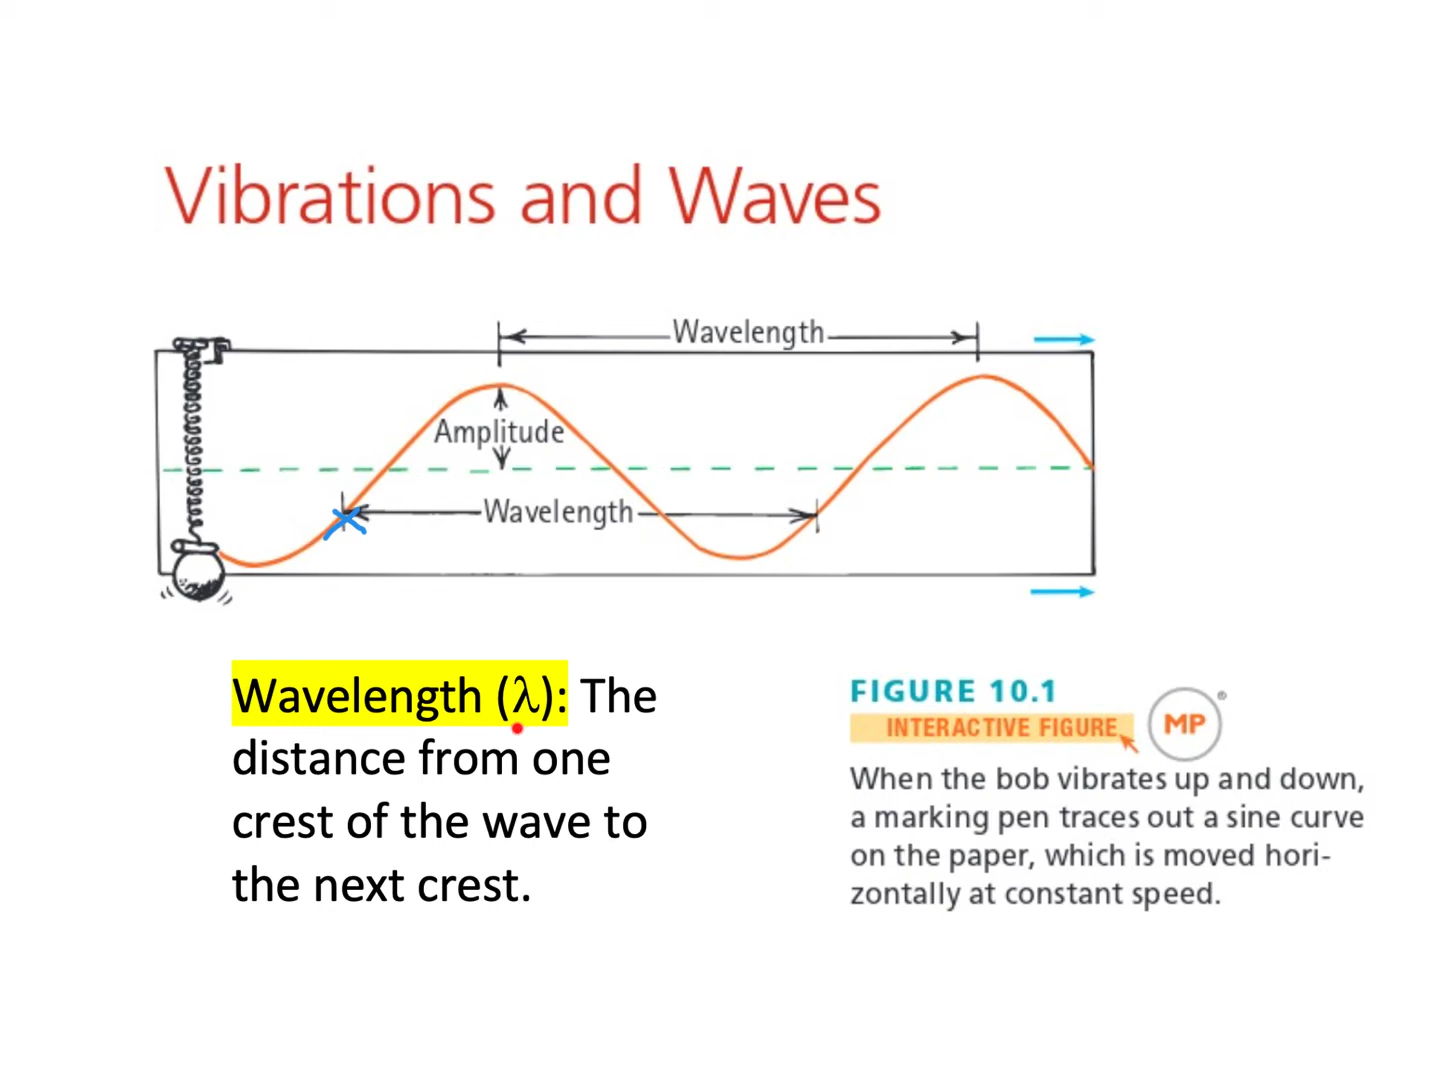 Vibrations and Waves
Wavelength
Amplitude
Wavelength
Wavelength (λ): The
distance from one
crest of the wave to
the next crest.
FIGURE 10.1
INTERACTIVE FIGURE
MP®
When the bob vibrates up and down,
a marking pen traces out a sine curve
on the paper, which is moved hori-
zontally at constant speed.